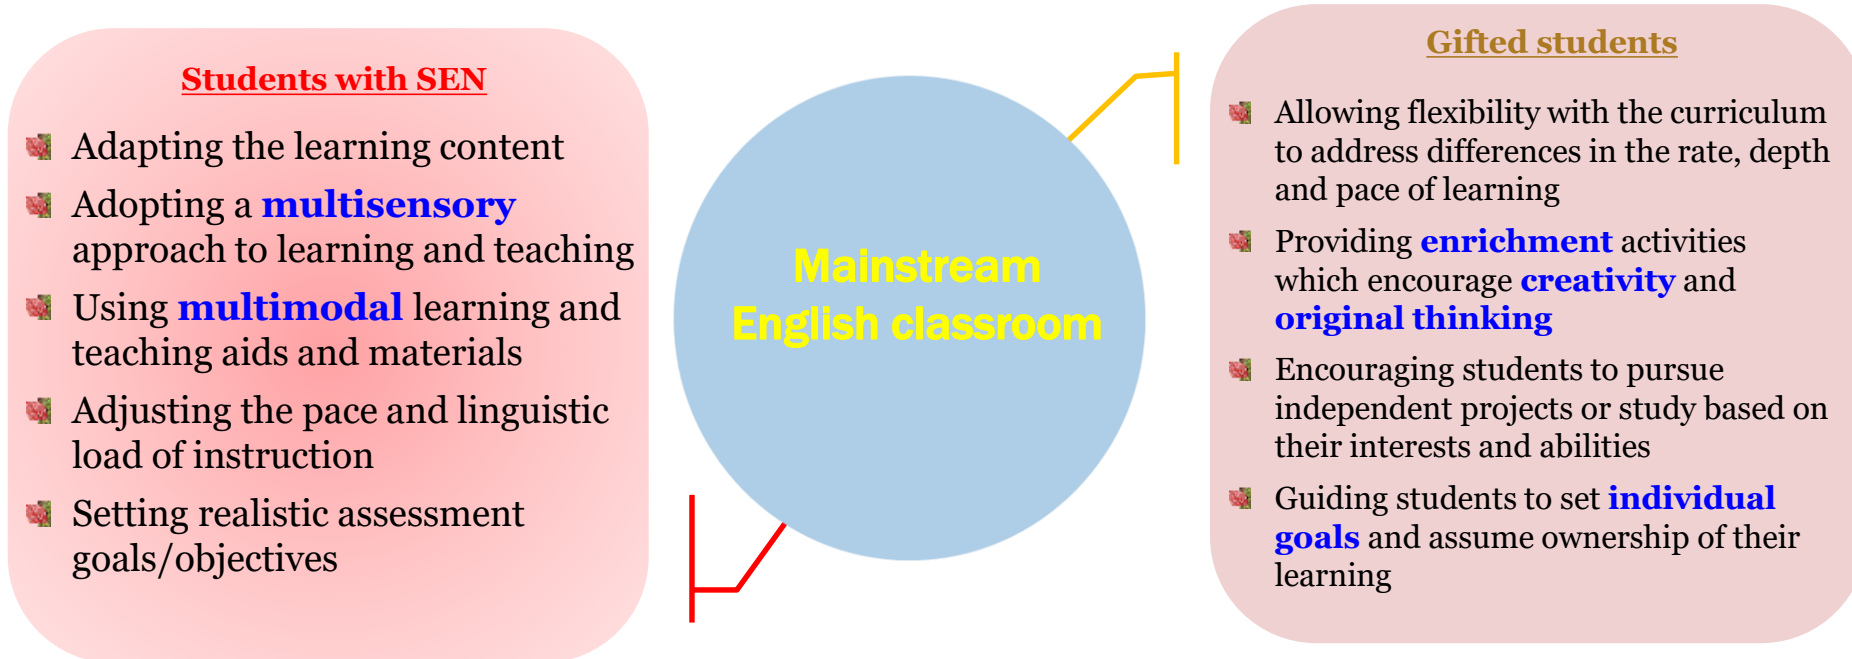 Students with SEN
Adapting the learning content
Adopting a multisensory
approach to learning and teaching
Using multimodal learning and
teaching aids and materials
Adjusting the pace and linguistic
load of instruction
Setting realistic assessment
goals/objectives
Mainstream
English classroom
Gifted students
Allowing flexibility with the curriculum
to address differences in the rate, depth
and pace of learning
Providing enrichment activities
which encourage creativity and
original thinking
Encouraging students to pursue
independent projects or study based on
their interests and abilities
Guiding students to set individual
goals and assume ownership of their
learning